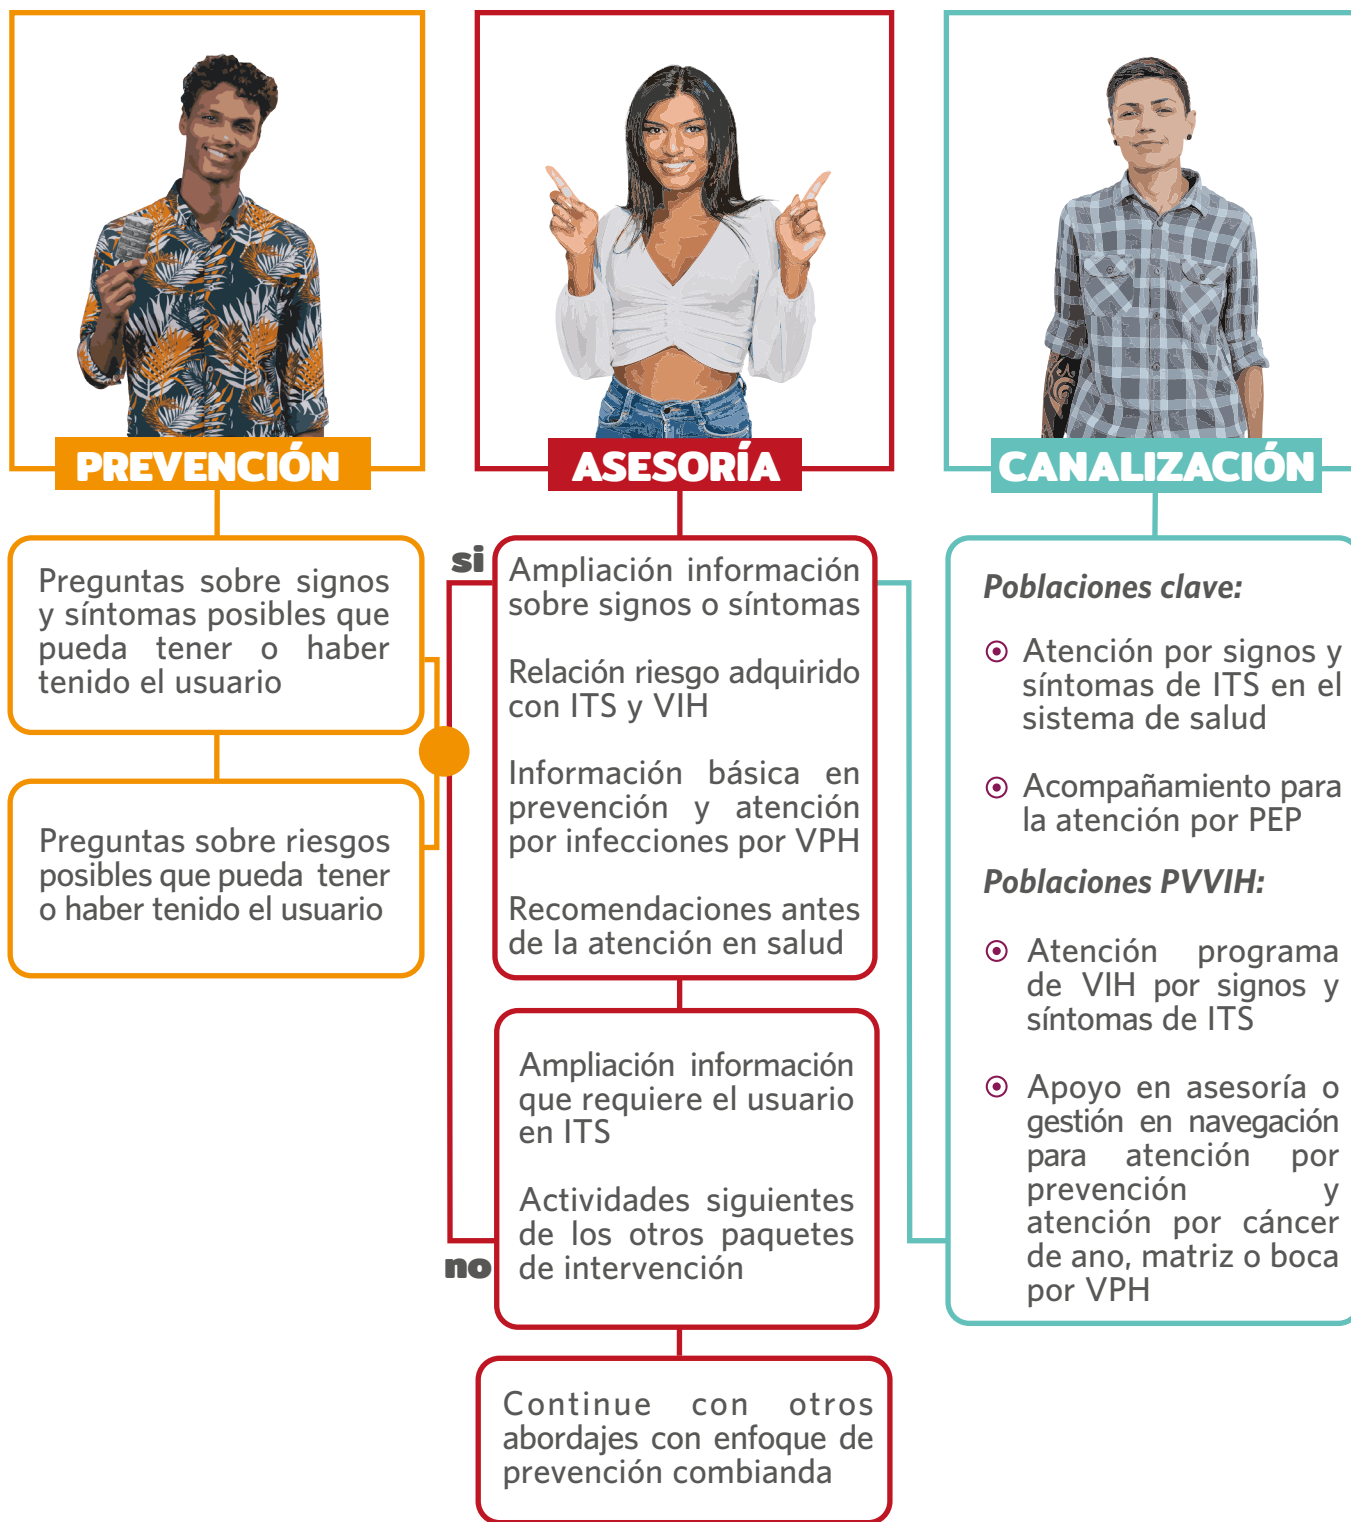 PREVENCIÓN
Preguntas sobre signos
y síntomas posibles que
pueda tener o haber
tenido el usuario
Preguntas sobre riesgos
posibles que pueda tener
o haber tenido el usuario
ASESORÍA
si
Ampliación información
sobre signos o síntomas
Relación riesgo adquirido
con ITS y VIH
Información básica en
prevención y atención
por infecciones por VPH
Recomendaciones antes
de la atención en salud
no
Ampliación información
que requiere el usuario
en ITS
Actividades siguientes
de los otros paquetes
de intervención
Continue con otros
abordajes con enfoque de
prevención combianda
CANALIZACIÓN
Poblaciones clave:
Atención por signos y
síntomas de ITS en el
sistema de salud
Acompañamiento para
la atención por PEP
Poblaciones PVVIH:
Atención programa
de VIH por signos y
síntomas de ITS
Apoyo en asesoría o
gestión en navegación
para atención por
prevención y
atención por cáncer
de ano, matriz o boca
por VPH